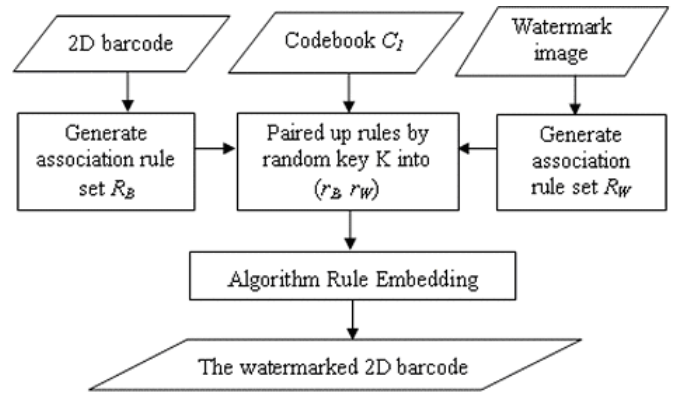 2D barcode
Codebook C1
Watermark
image
Generate
association rule
set RB
Paired up rules by
random key K into
(rB, rW)
Generate
association
rule set RW
Algorithm Rule Embedding
The watermarked 2D barcode